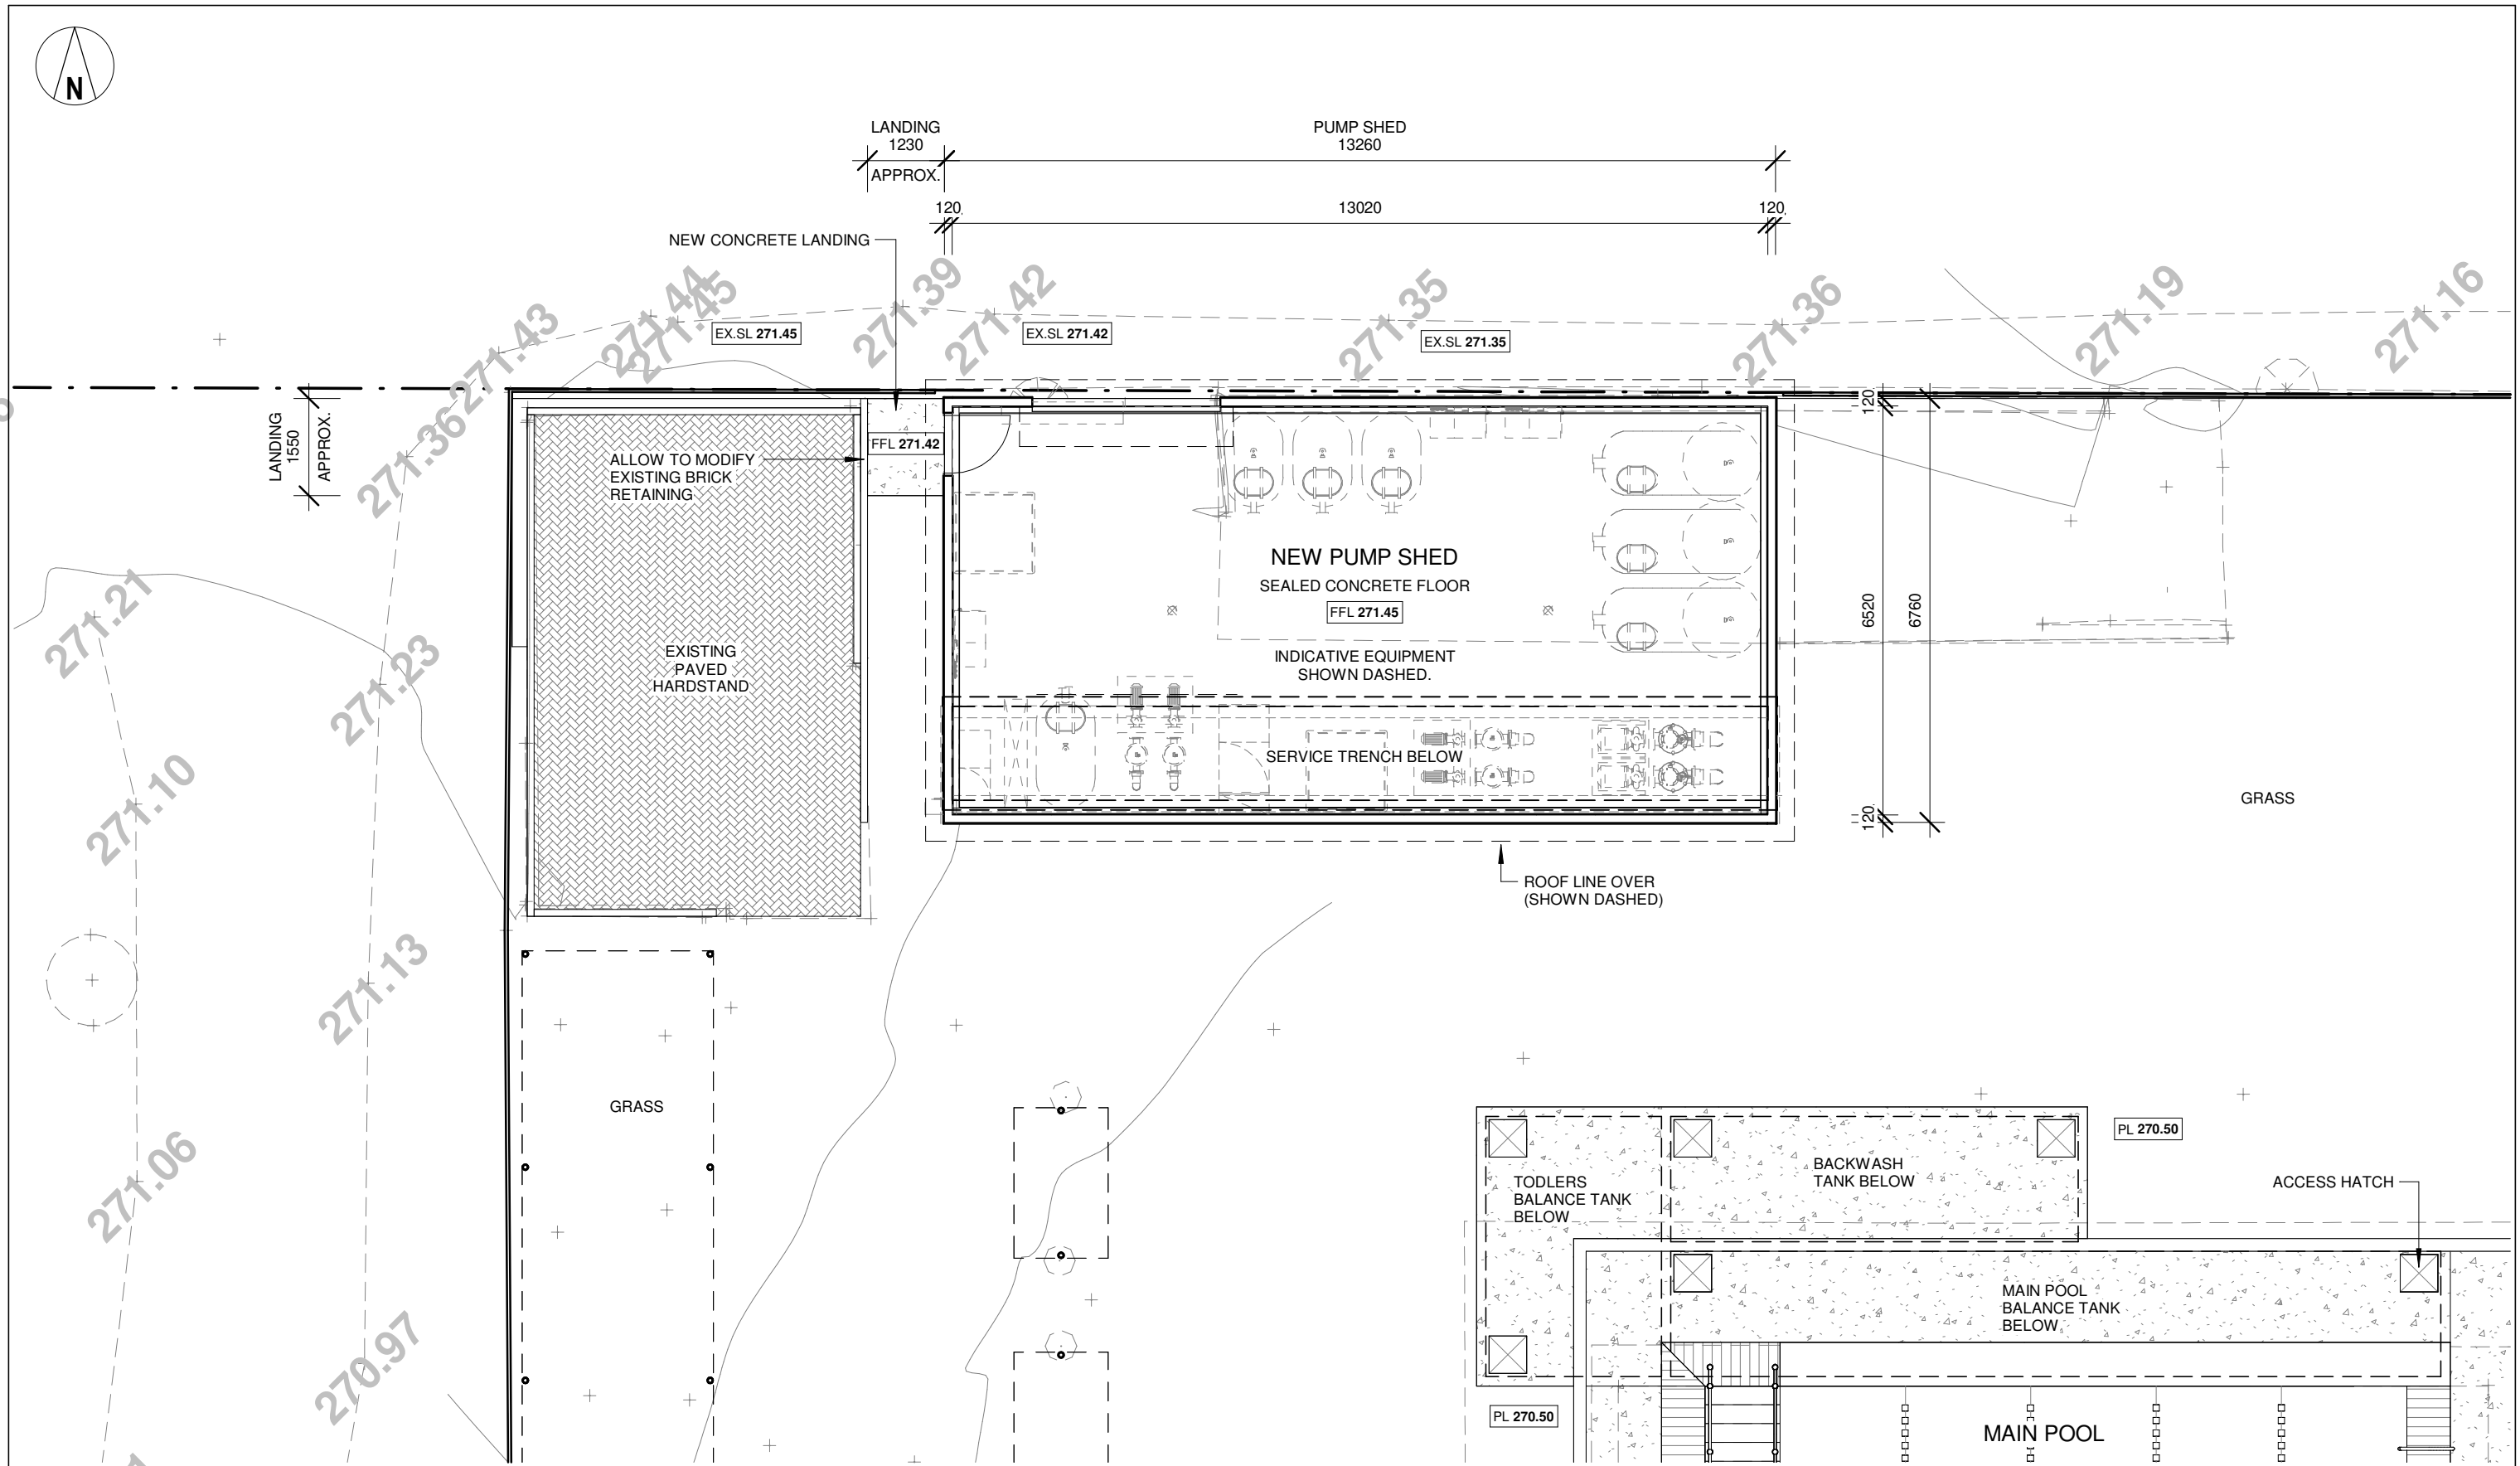 N
LANDING
1230
APPROX.
PUMP SHED
13260
120
13020
120
NEW CONCRETE LANDING
271.43
271.44
271.45
271.39
271.42
271.35
271.36
271.19
271.16
EX.SL 271.45
EX.SL 271.42
EX.SL 271.35
LANDING
1550
APPROX.
271.36
FFL 271.42
ALLOW TO MODIFY
EXISTING BRICK
RETAINING
120
6520
6760
120
NEW PUMP SHED
SEALED CONCRETE FLOOR
FFL 271.45
INDICATIVE EQUIPMENT
SHOWN DASHED.
SERVICE TRENCH BELOW
EXISTING
PAVED
HARDSTAND
271.21
271.23
271.10
GRASS
ROOF LINE OVER
(SHOWN DASHED)
271.13
GRASS
271.06
270.97
PL 270.50
TODLERS
BALANCE TANK
BELOW
BACKWASH
TANK BELOW
ACCESS HATCH
MAIN POOL
BALANCE TANK
BELOW
PL 270.50
MAIN POOL